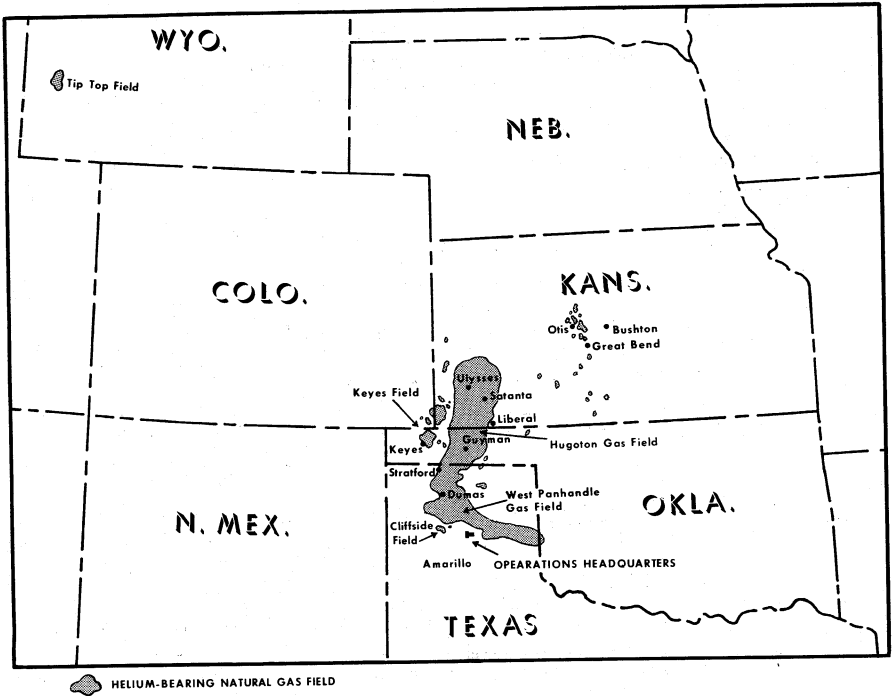 WYO.
Tip Top Field
NEB.
COLO.
KANS.
Otis
Bushton
Great Bend
Ulysses
Keyes Field
Satanta
Liberal
Guyman
Hugoton Gas Field
Keyes
Stratford
Dumas
West Panhandle
Gas Field
OKLA.
N. MEX.
Cliffside
Field
Amarillo
OPEARATIONS HEADQUARTERS
TEXAS
HELIUM-BEARING NATURAL GAS FIELD